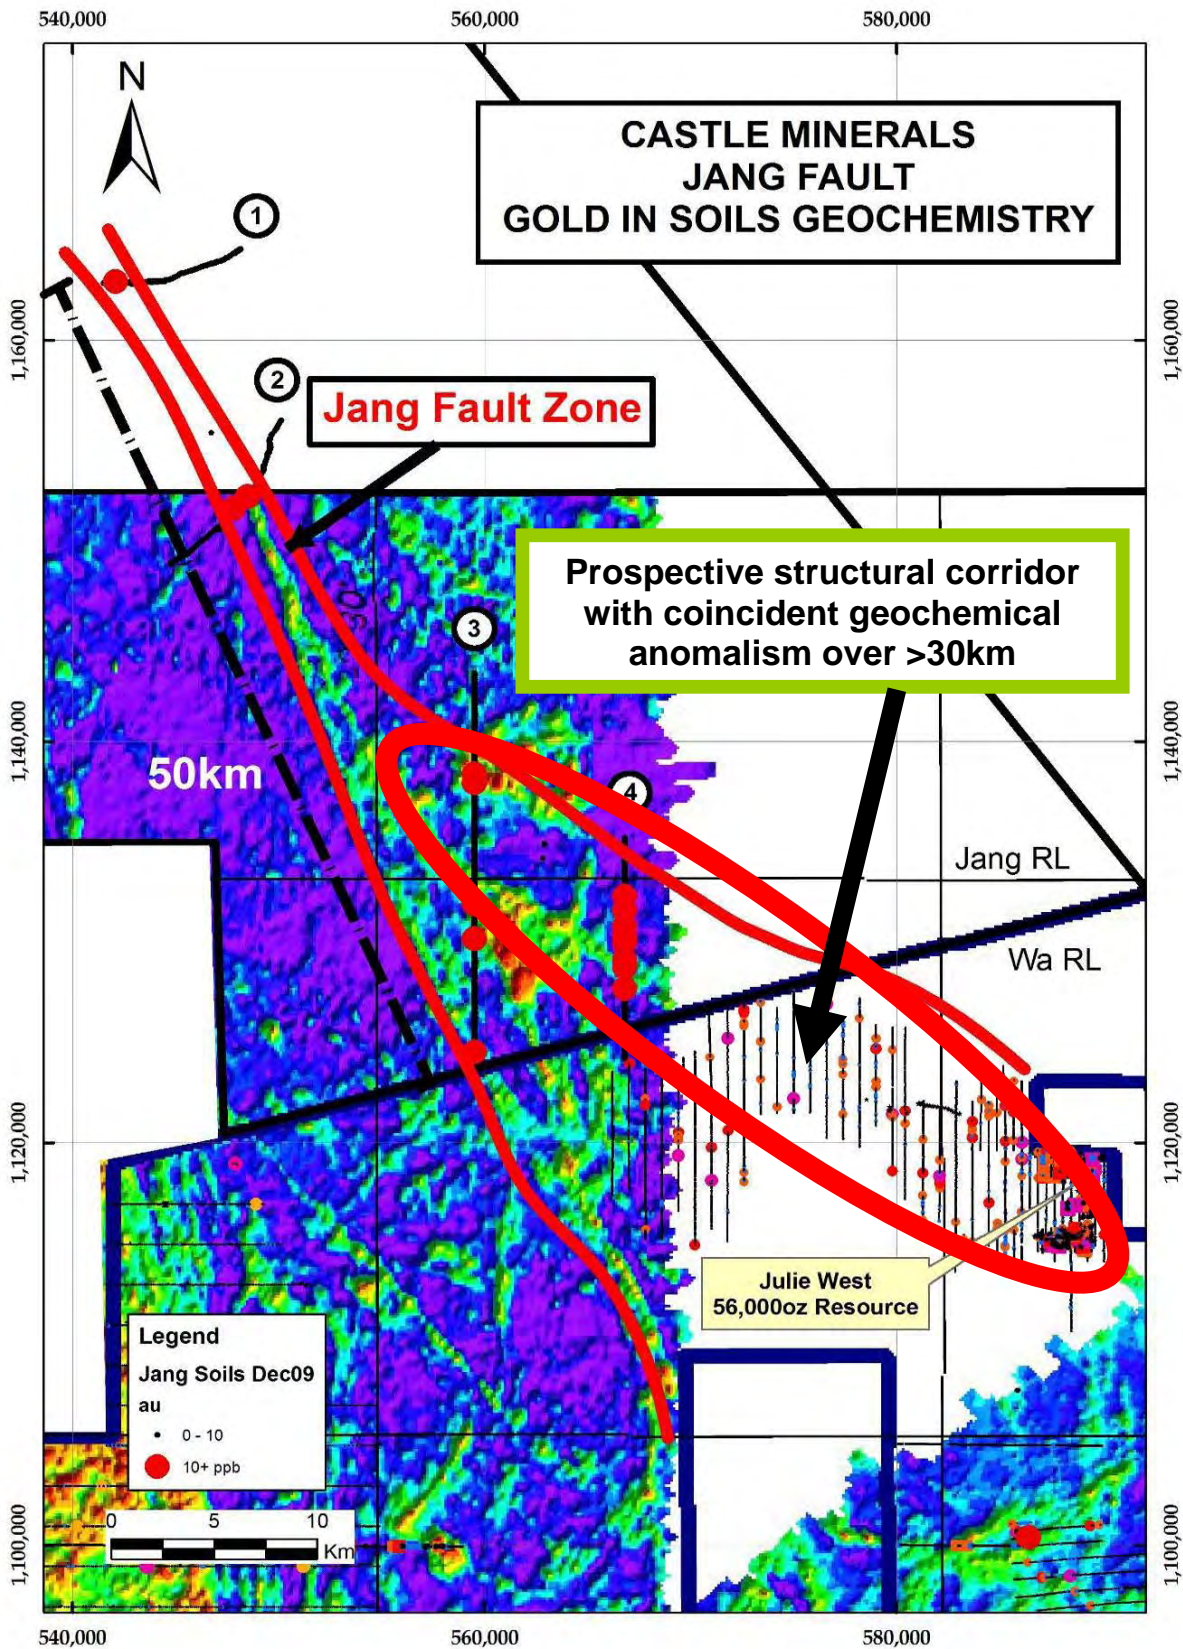 540,000
560,000
580,000
N
CASTLE MINERALS
JANG FAULT
GOLD IN SOILS GEOCHEMISTRY
1
1,160,000
1,160,000
2
Jang Fault Zone
Prospective structural corridor
with coincident geochemical
anomalism over >30km
3
1,140,000
1,140,000
50km
4
Jang RL
Wa RL
1,120,000
1,120,000
Julie West
56,000oz Resource
Legend
Jang Soils Dec09
au
0 - 10
10+ ppb
0 5 10
Km
1,100,000
1,100,000
540,000
560,000
580,000